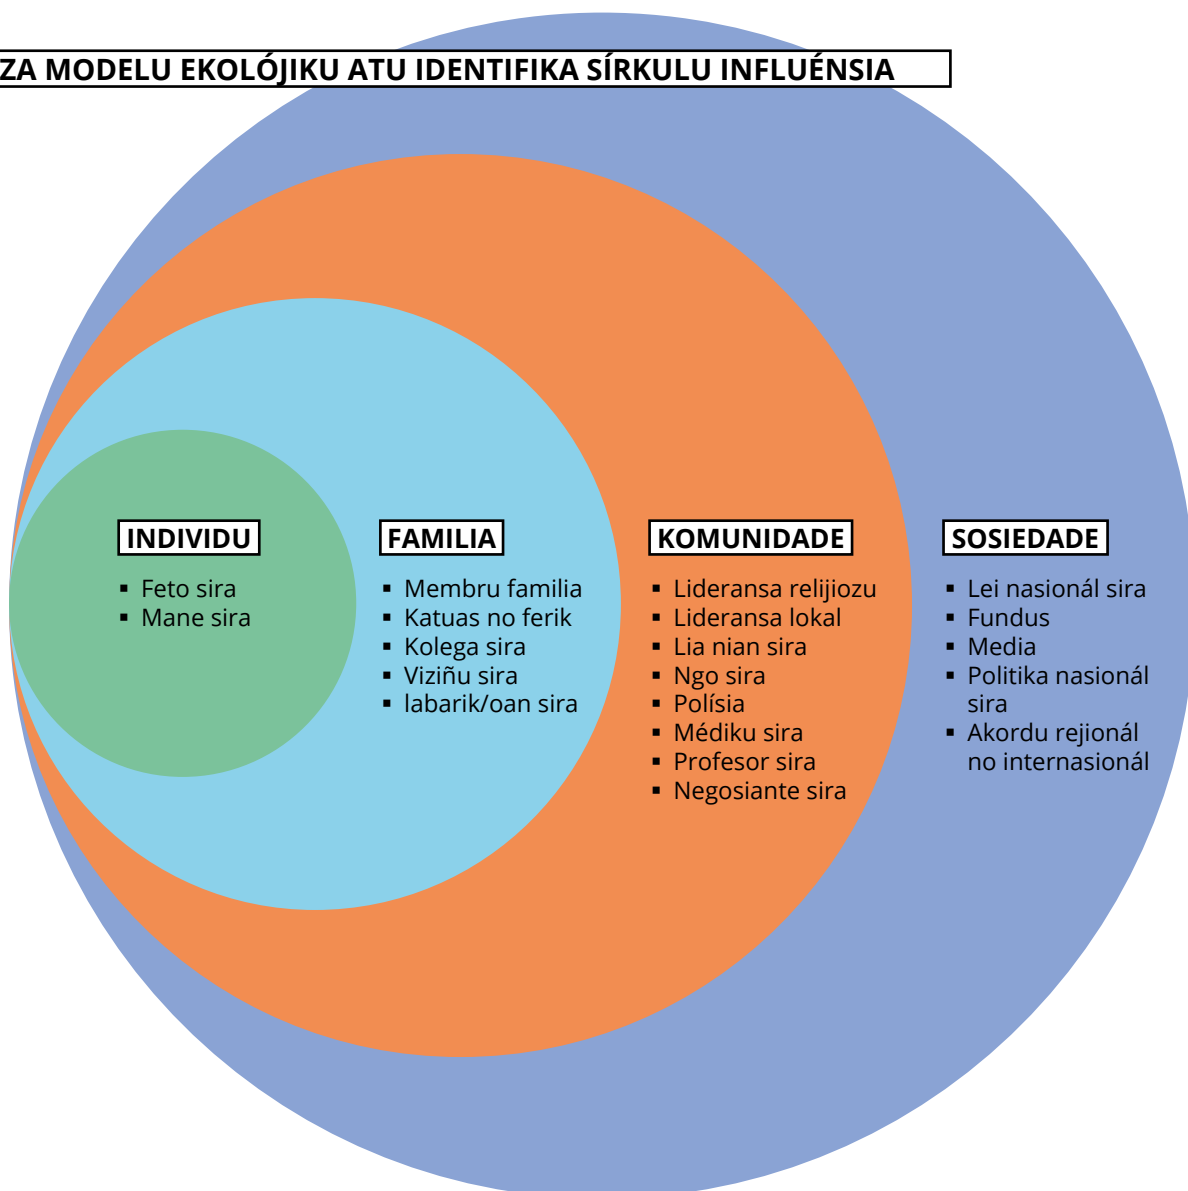 ZA MODELU EKOLÓJIKU ATU IDENTIFIKA SÍRKULU INFLUÉNSIA
INDIVIDU
▪ Feto sira
▪ Mane sira
FAMILIA
▪ Membru familia
▪ Katuas no ferik
▪ Kolega sira
▪ Viziñu sira
▪ labarik/oan sira
KOMUNIDADE
▪ Lideransa relijiozu
▪ Lideransa lokal
▪ Lia nian sira
▪ Ngo sira
▪ Polísia
▪ Médiku sira
▪ Profesor sira
▪ Negosiante sira
SOSIEDADE
▪ Lei nasionál sira
▪ Fundus
▪ Media
▪ Politika nasionál
sira
▪ Akordu rejionál
no internasionál